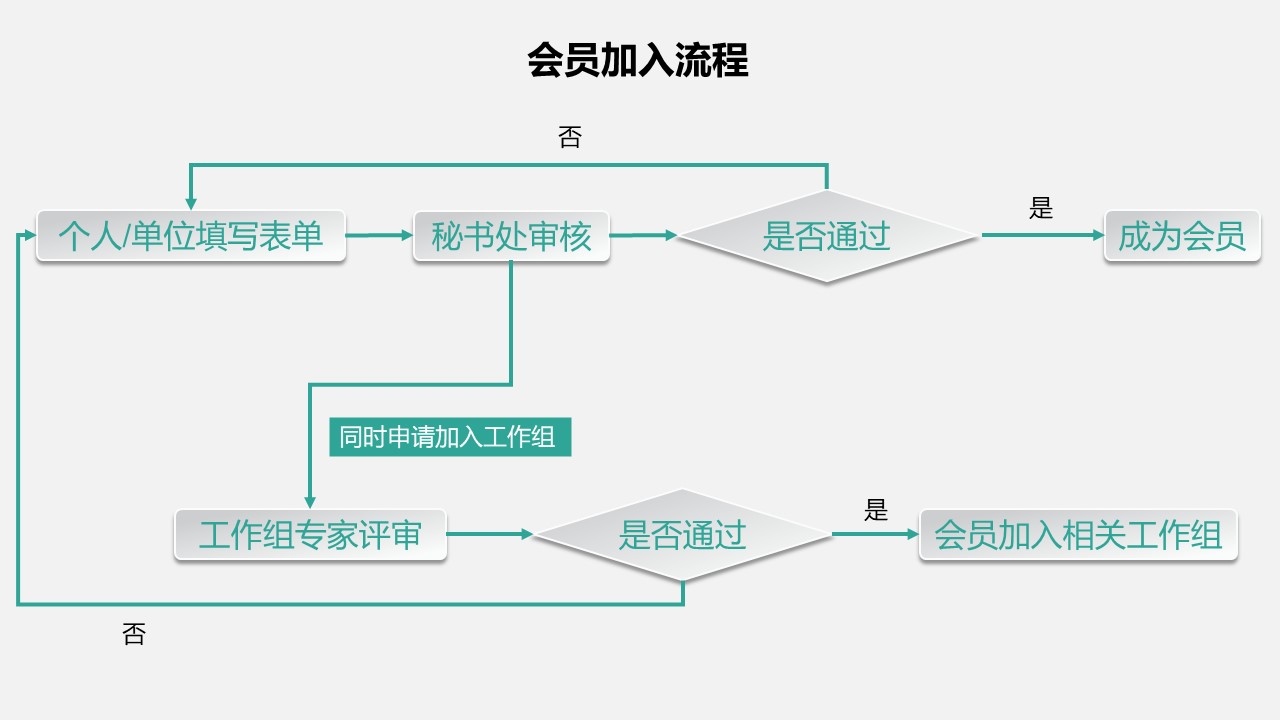 会员加入流程
否
个人/单位填写表单
秘书处审核
是否通过
是
成为会员
同时申请加入工作组
工作组专家评审
是否通过
是
会员加入相关工作组
否